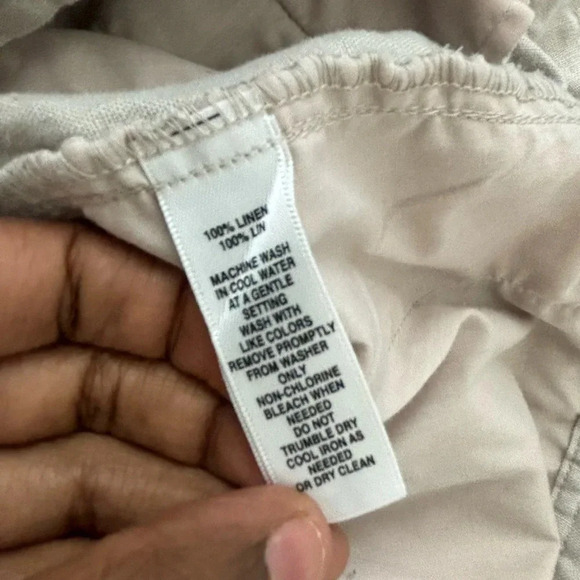 100% LINEN
100% LIN
MACHINE WASH
IN COOL WATER
AT A GENTLE
SETTING
WASH WITH
LIKE COLORS
REMOVE PROMPTLY
FROM WASHER
ONLY
NON-CHLORINE
BLEACH WHEN
NEEDED
DO NOT
TRUMBLE DRY
COOL IRON AS
NEEDED
OR DRY CLEAN